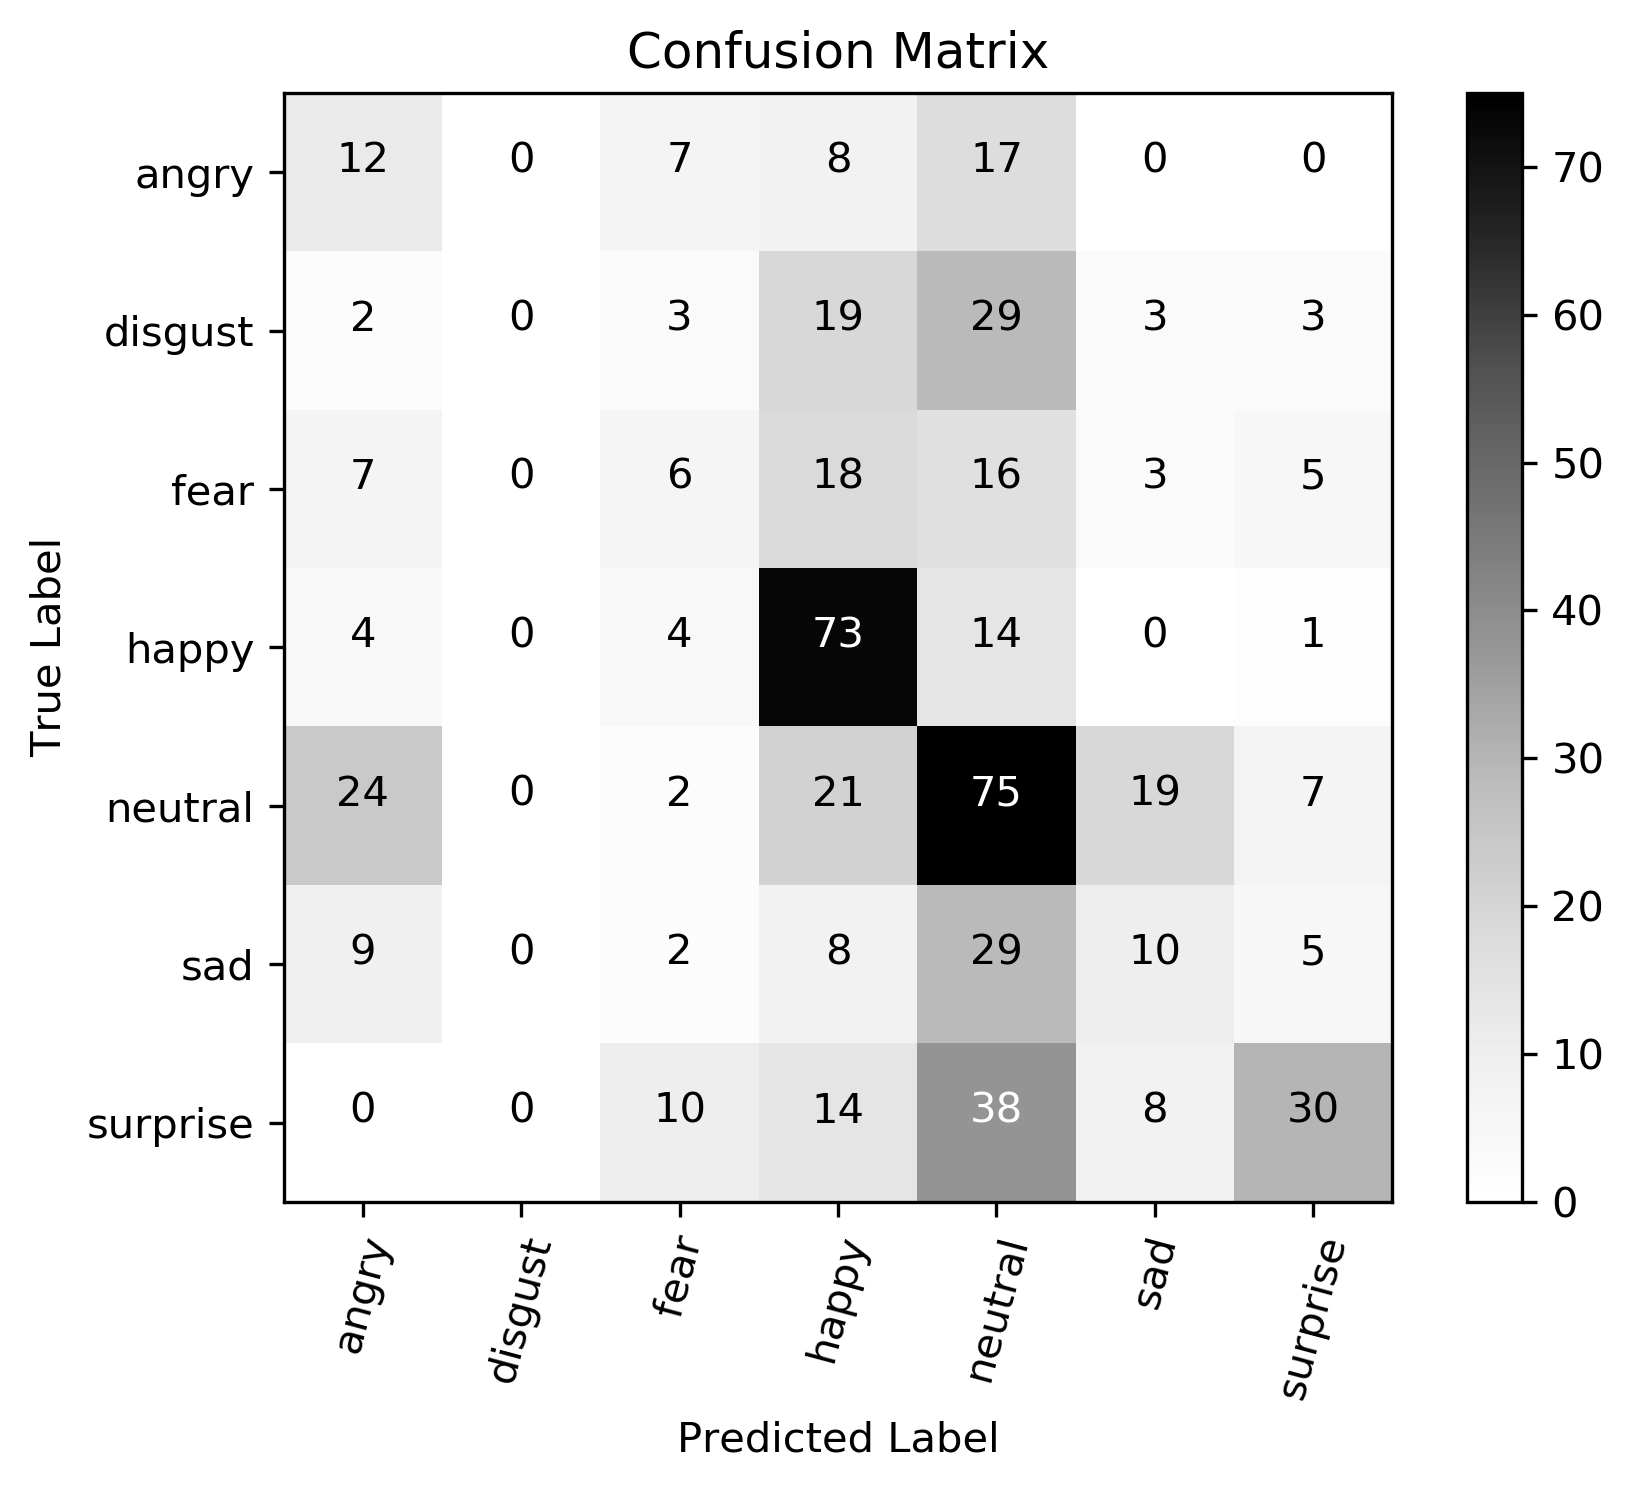 Confusion Matrix
angry 12 0 7 8 17 0 0
disgust 2 0 3 19 29 3 3
fear 7 0 6 18 16 3 5
happy 4 0 4 73 14 0 1
neutral 24 0 2 21 75 19 7
sad 9 0 2 8 29 10 5
surprise 0 0 10 14 38 8 30
angry disgust fear happy neutral sad surprise
Predicted Label
True Label
70
60
50
40
30
20
10
0